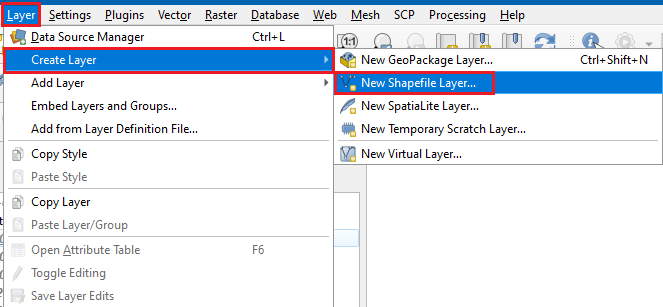 Layer Settings Plugins Vector Raster Database Web Mesh SCP Processing Help
Data Source Manager Ctrl+L
Create Layer
Add Layer
Embed Layers and Groups...
Add from Layer Definition File...
Copy Style
Paste Style
Copy Layer
Paste Layer/Group
Open Attribute Table F6
Toggle Editing
Save Layer Edits
1:1
New GeoPackage Layer... Ctrl+Shift+N
New Shapefile Layer...
New SpatiaLite Layer...
New Temporary Scratch Layer...
New Virtual Layer...